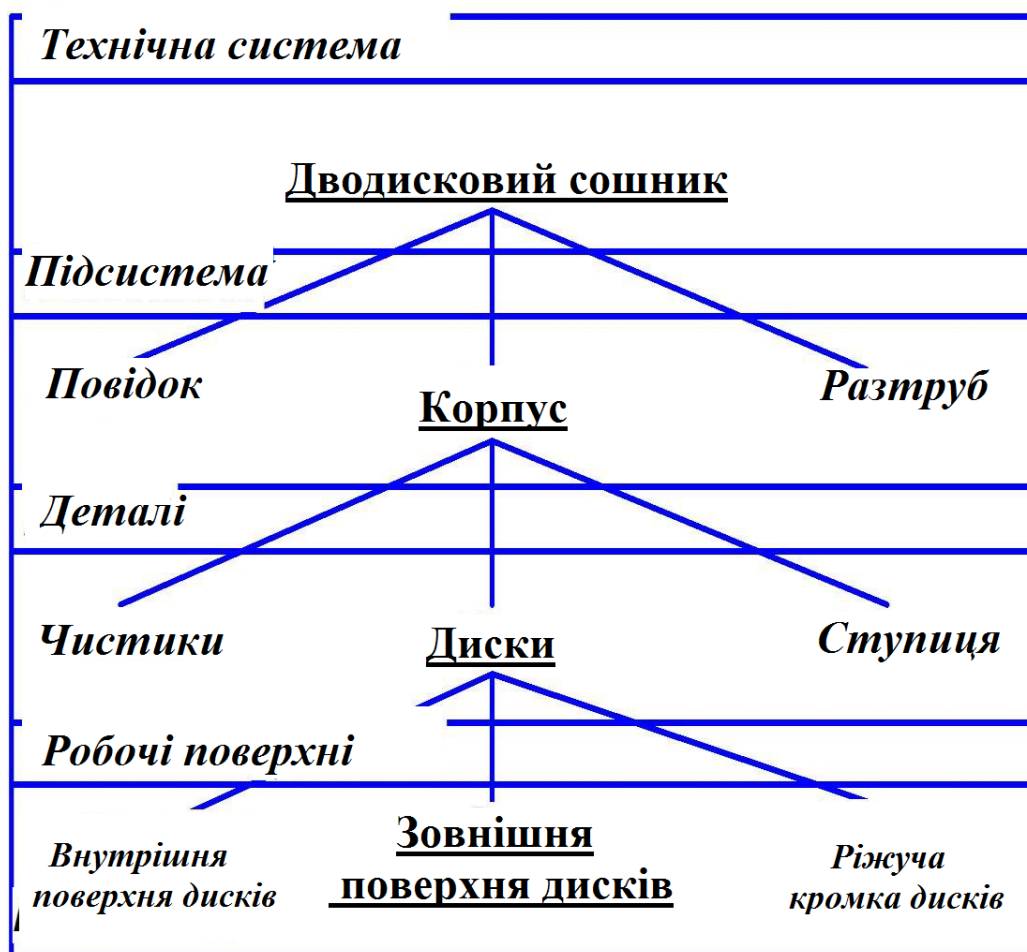 Технічна система
Дводисковий сошник
Підсистема
Повідок
Корпус
Разтруб
Деталі
Чистики
Диски
Ступиця
Робочі поверхні
Внутрішня
поверхня дисків
Зовнішня
поверхня дисків
Ріжуча
кромка дисків